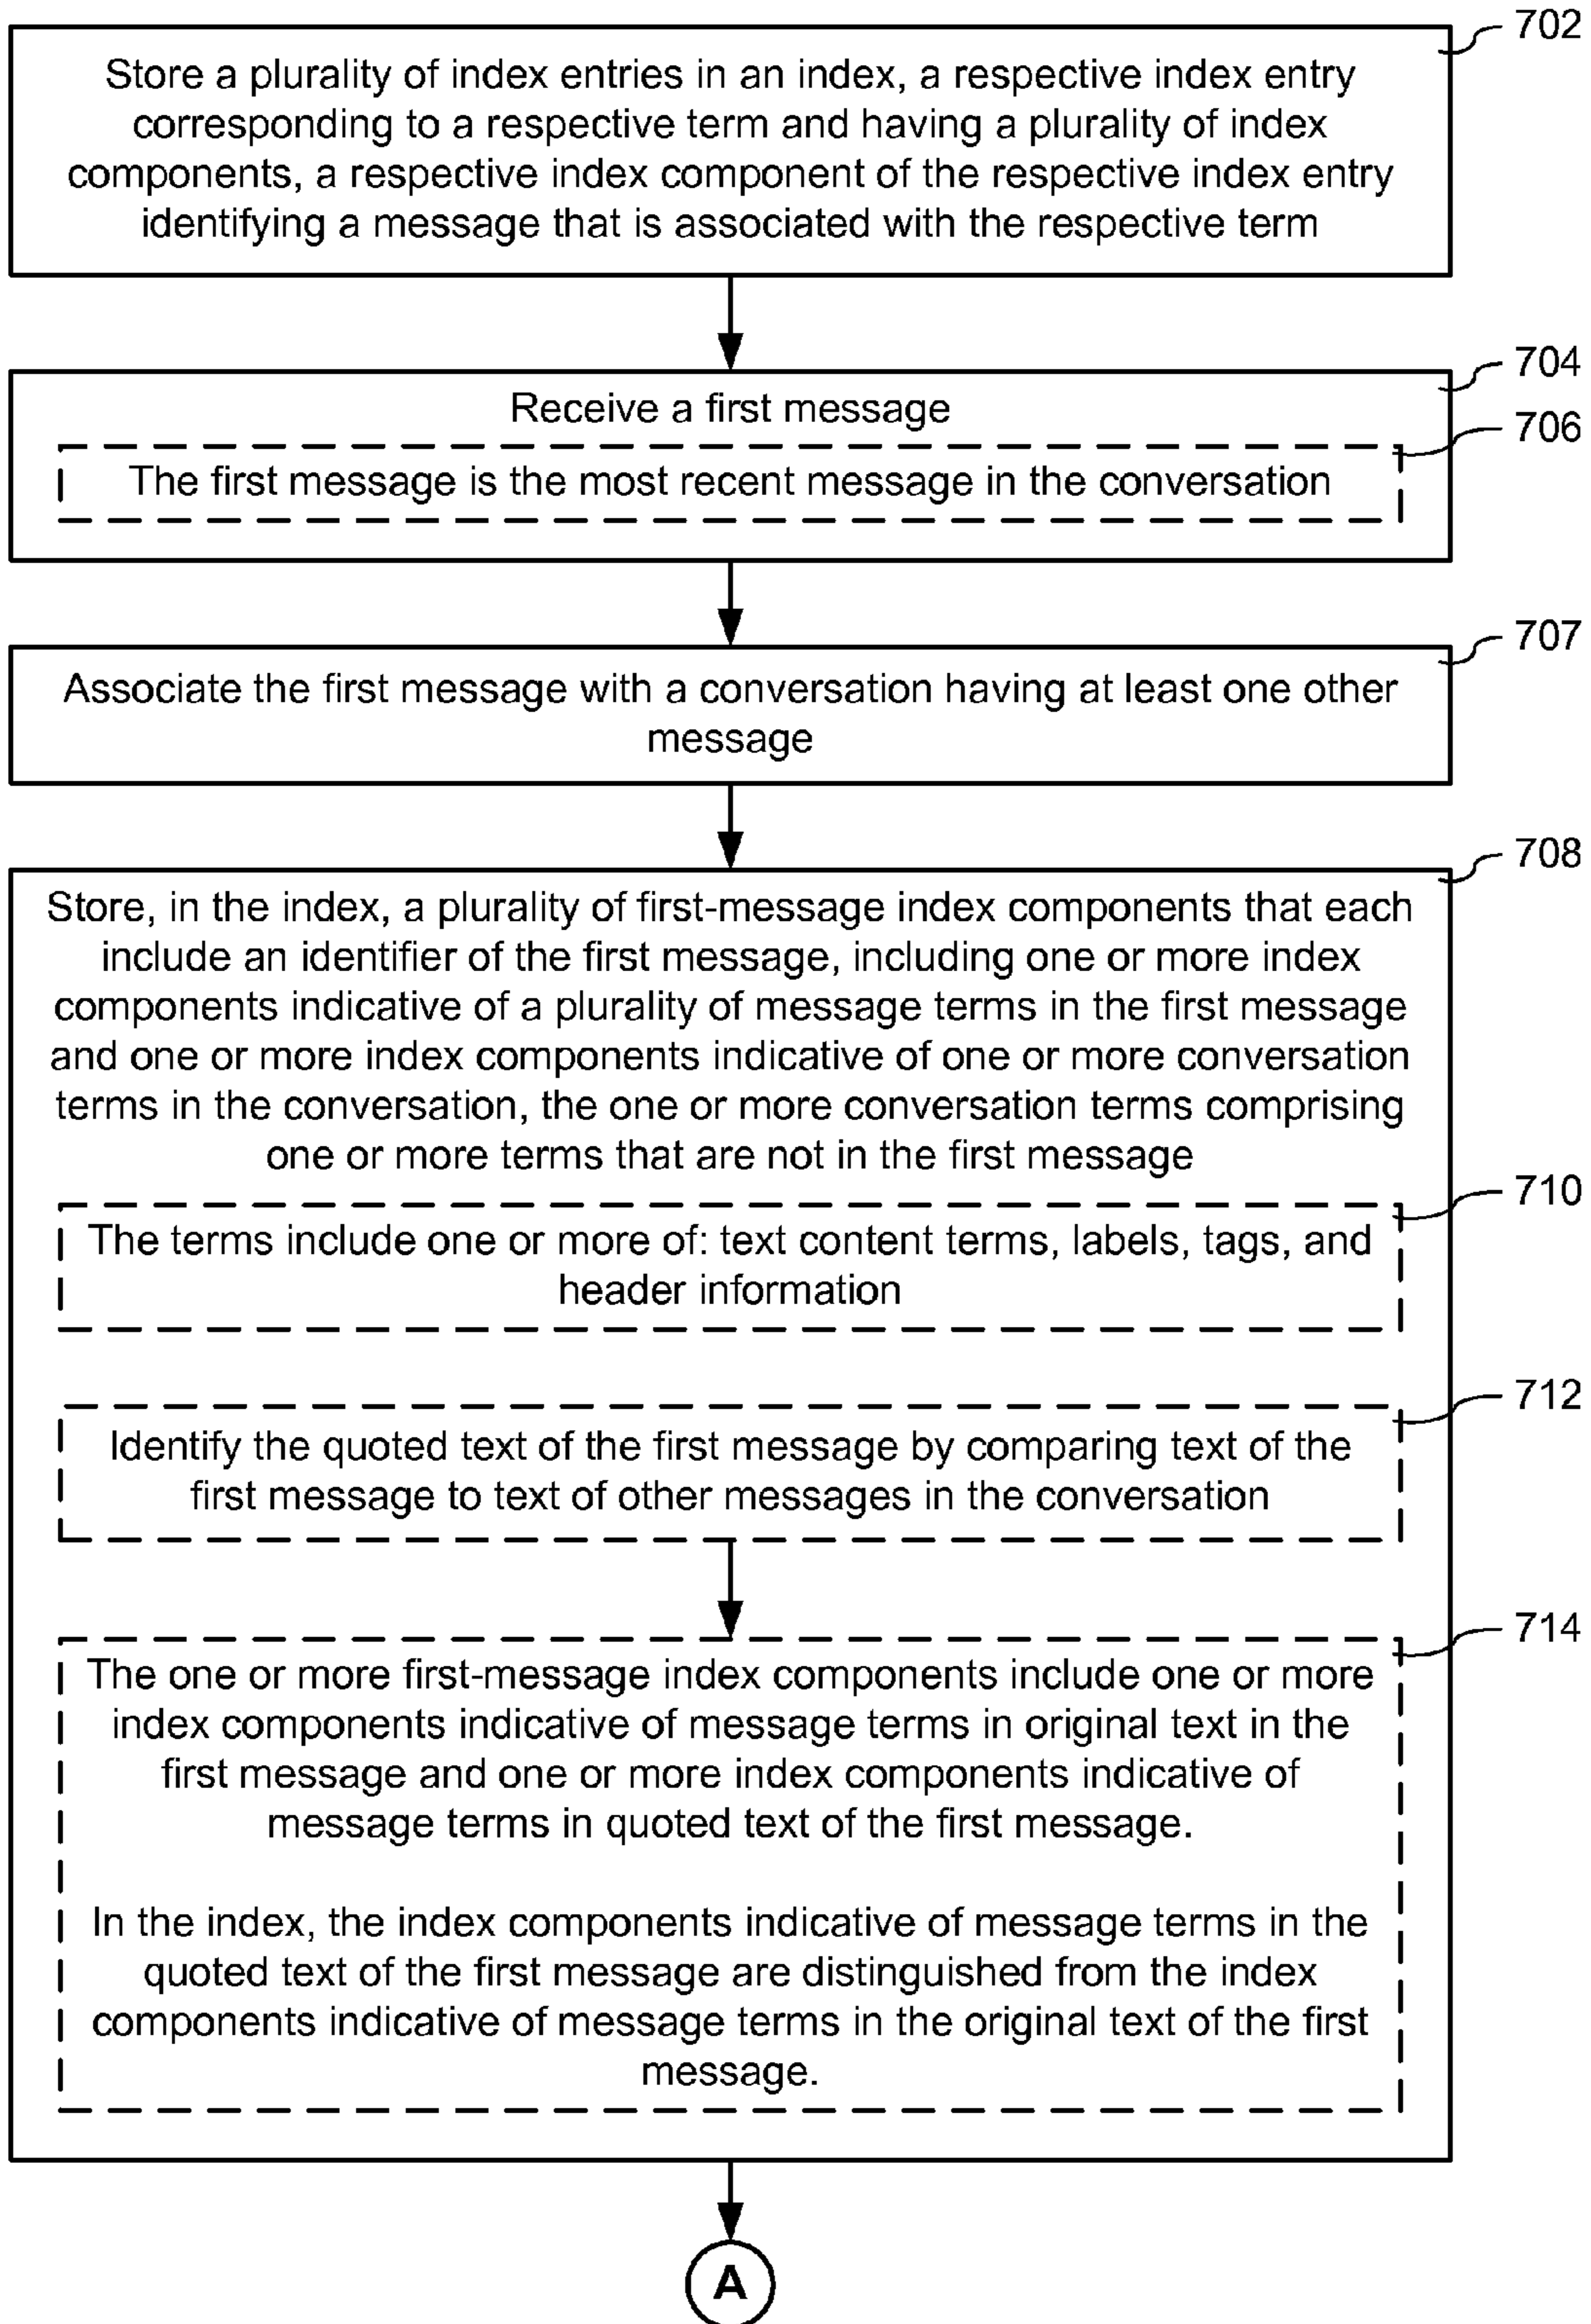 702
Store a plurality of index entries in an index, a respective index entry
corresponding to a respective term and having a plurality of index
components, a respective index component of the respective index entry
identifying a message that is associated with the respective term
704
Receive a first message
706
The first message is the most recent message in the conversation
707
Associate the first message with a conversation having at least one other
message
708
Store, in the index, a plurality of first-message index components that each
include an identifier of the first message, including one or more index
components indicative of a plurality of message terms in the first message
and one or more index components indicative of one or more conversation
terms in the conversation, the one or more conversation terms comprising
one or more terms that are not in the first message
710
The terms include one or more of: text content terms, labels, tags, and
header information
712
Identify the quoted text of the first message by comparing text of the
first message to text of other messages in the conversation
714
The one or more first-message index components include one or more
index components indicative of message terms in original text in the
first message and one or more index components indicative of
message terms in quoted text of the first message.
In the index, the index components indicative of message terms in the
quoted text of the first message are distinguished from the index
components indicative of message terms in the original text of the first
message.
A